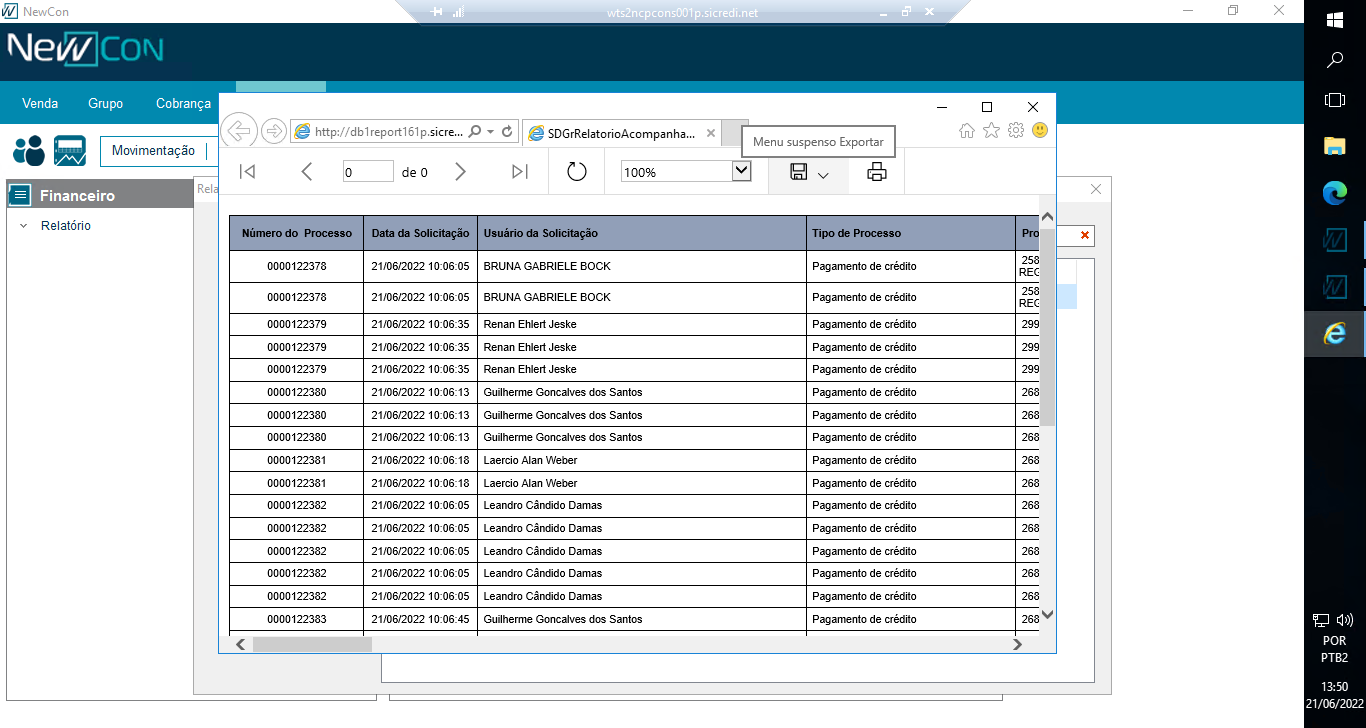 NewCon
wts2ncpcons001p.sicredi.net
NeWCon
Venda Grupo Cobrança
http://db1report161p.sicre...
SDGrRelatorioAcompanha...
Menu suspenso Exportar
Movimentação
0 de 0
100%
Financeiro
Rela
Relatório
Número do Processo Data da Solicitação Usuário da Solicitação Tipo de Processo Pro
0000122378 21/06/2022 10:06:05 BRUNA GABRIELE BOCK Pagamento de crédito 258
REG
0000122378 21/06/2022 10:06:05 BRUNA GABRIELE BOCK Pagamento de crédito 258
REG
0000122379 21/06/2022 10:06:35 Renan Ehlert Jeske Pagamento de crédito 299
0000122379 21/06/2022 10:06:35 Renan Ehlert Jeske Pagamento de crédito 299
0000122379 21/06/2022 10:06:35 Renan Ehlert Jeske Pagamento de crédito 299
0000122380 21/06/2022 10:06:13 Guilherme Goncalves dos Santos Pagamento de crédito 268
0000122380 21/06/2022 10:06:13 Guilherme Goncalves dos Santos Pagamento de crédito 268
0000122380 21/06/2022 10:06:13 Guilherme Goncalves dos Santos Pagamento de crédito 268
0000122381 21/06/2022 10:06:18 Laercio Alan Weber Pagamento de crédito 268
0000122381 21/06/2022 10:06:18 Laercio Alan Weber Pagamento de crédito 268
0000122382 21/06/2022 10:06:05 Leandro Cândido Damas Pagamento de crédito 268
0000122382 21/06/2022 10:06:05 Leandro Cândido Damas Pagamento de crédito 268
0000122382 21/06/2022 10:06:05 Leandro Cândido Damas Pagamento de crédito 268
0000122382 21/06/2022 10:06:05 Leandro Cândido Damas Pagamento de crédito 268
0000122382 21/06/2022 10:06:05 Leandro Cândido Damas Pagamento de crédito 268
0000122383 21/06/2022 10:06:45 Guilherme Goncalves dos Santos Pagamento de crédito 268
POR
PTB2
13:50
21/06/2022